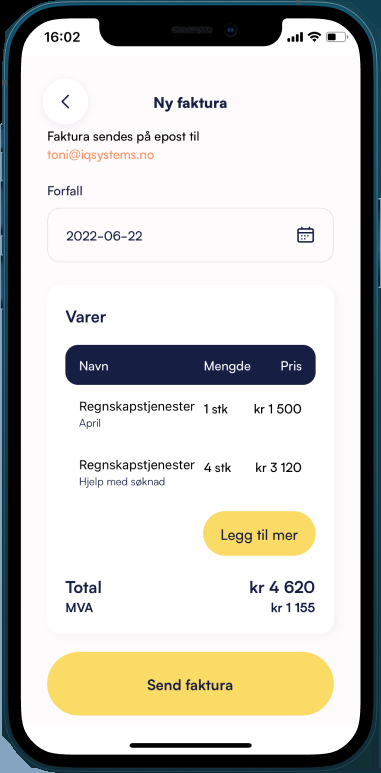 16:02
Ny faktura
Faktura sendes på epost til
toni@iqsystems.no
Forfall
2022-06-22
Varer
Navn Mengde Pris
Regnskapstjenester 1 stk kr 1 500
April
Regnskapstjenester 4 stk kr 3 120
Hjelp med søknad
Legg til mer
Total kr 4 620
MVA kr 1 155
Send faktura